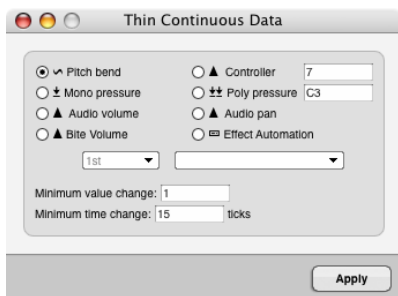 Thin Continuous Data
Pitch bend Controller 7
Mono pressure Poly pressure C3
Audio volume Audio pan
Bite Volume Effect Automation
1st
Minimum value change: 1
Minimum time change: 15 ticks
Apply